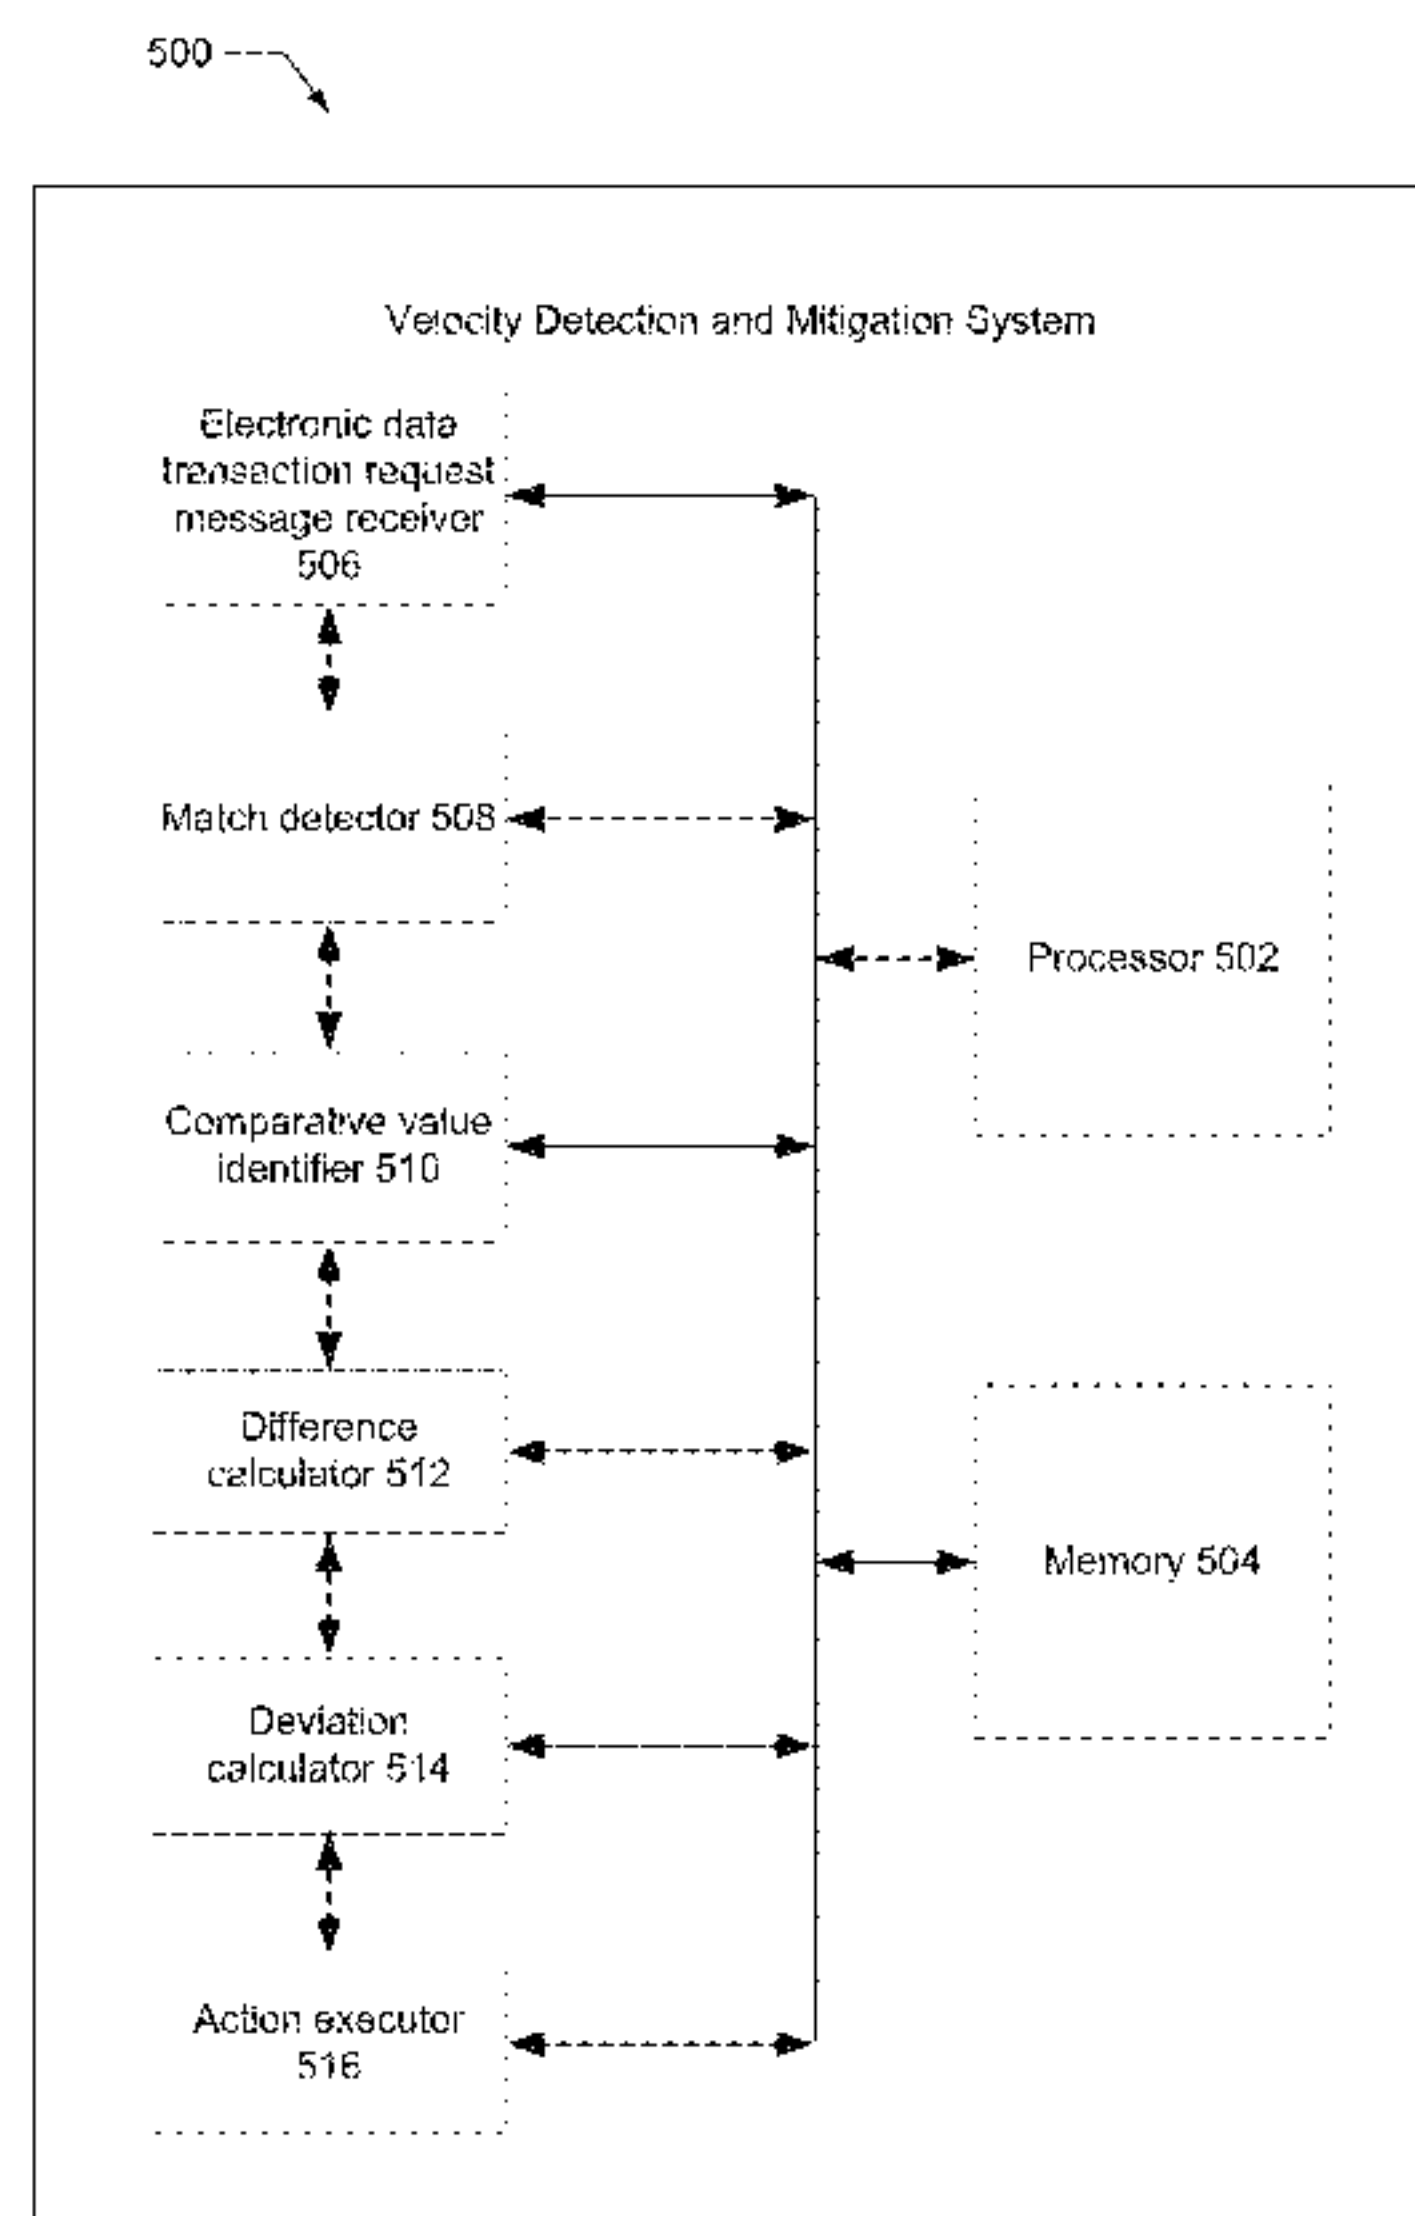 500
Velocity Detection and Mitigation System
Electronic data
transaction request
message receiver
506
Match detector 508
Processor 502
Comparative value
identifier 510
Difference
calculator 512
Memory 504
Deviation
calculator 514
Action executor
516